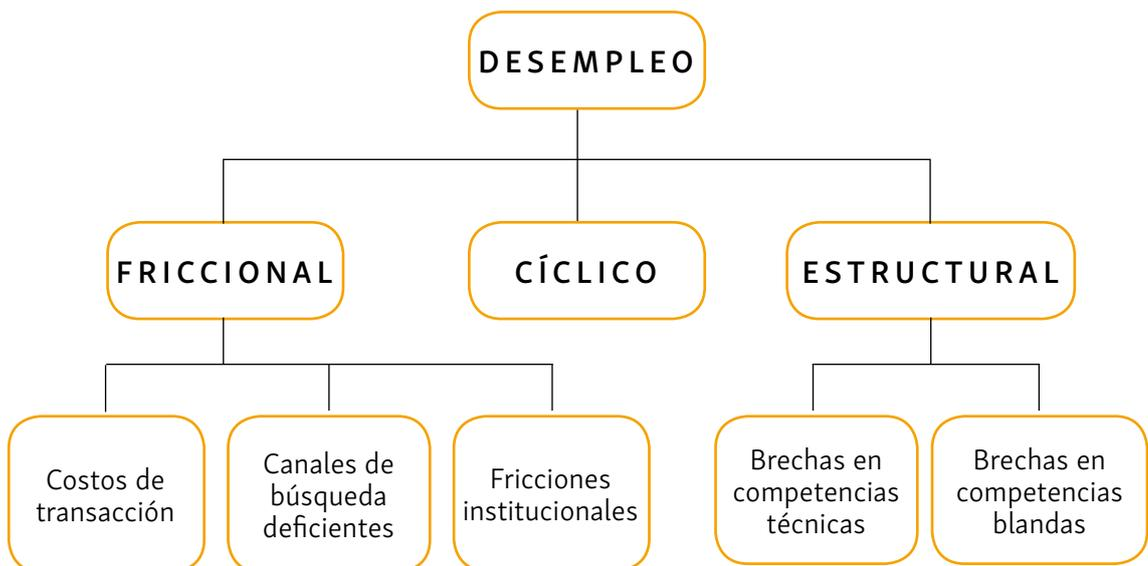 DESEMPLEO
FRICCIONAL
CÍCLICO
ESTRUCTURAL
Costos de
transacción
Canales de
búsqueda
deficientes
Fricciones
institucionales
Brechas en
competencias
técnicas
Brechas en
competencias
blandas